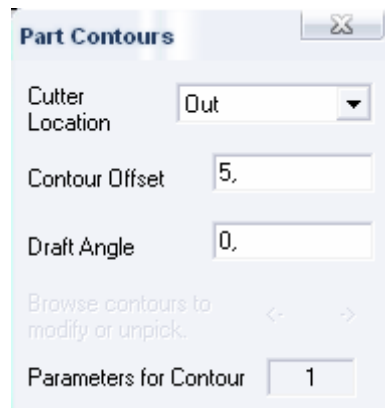 Part Contours
Cutter
Location
Out
Contour Offset 5,
Draft Angle 0,
Browse contours to
modify or unpick. <- ->
Parameters for Contour 1